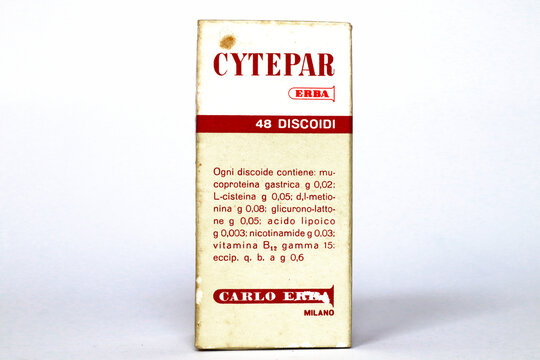 CYTEPAR
ERBA
48 DISCOIDI
Ogni discoide contiene: mu-
coproteina gastrica g 0,02;
L-cisteina g 0,05; d,l-metio-
nina g 0,08; glicurono-latto-
ne g 0,05; acido lipoico
g 0,003; nicotinamide g 0,03;
vitamina B₁₂ gamma 15;
eccip. q. b. a g 0,6
CARLO ERBA
MILANO